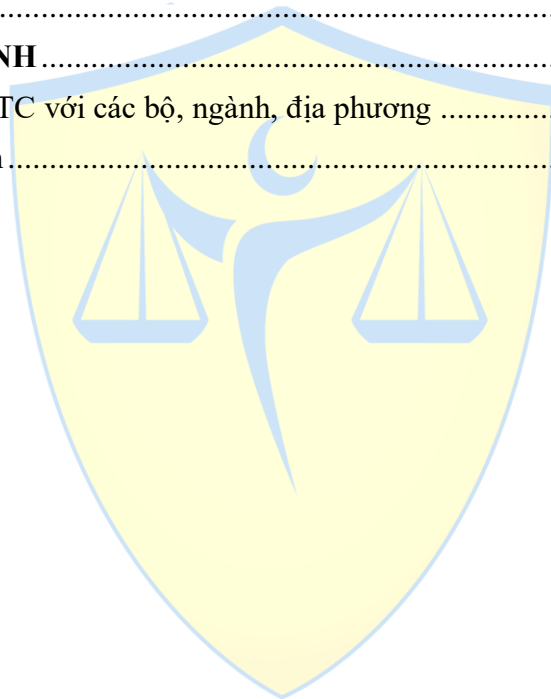 NH
TC với các bộ, ngành, địa phương